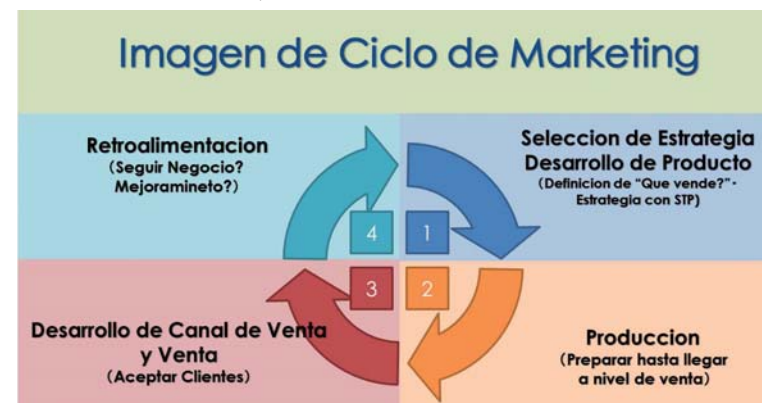 Imagen de Ciclo de Marketing
Retroalimentacion
(Seguir Negocio?
Mejoramineto?)
Seleccion de Estrategia
Desarrollo de Producto
(Definicion de “Que vende?”-
Estrategia con STP)
4
1
3
2
Desarrollo de Canal de Venta
y Venta
(Aceptar Clientes)
Produccion
(Preparar hasta llegar
a nivel de venta)